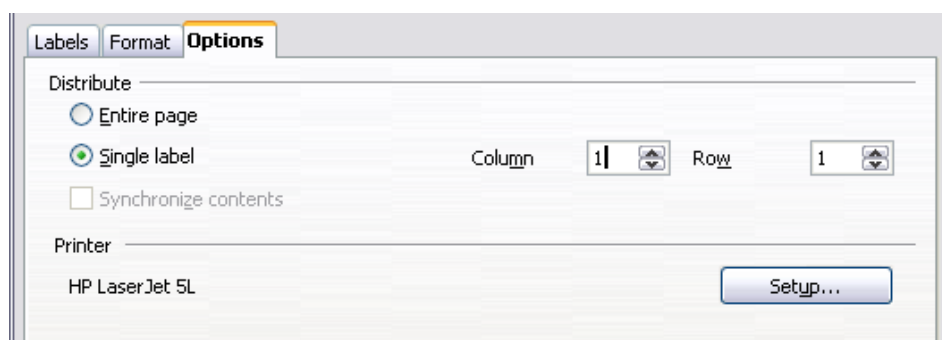 Labels Format Options
Distribute
Entire page
Single label Column 1 Row 1
Synchronize contents
Printer
HP LaserJet 5L Setup...